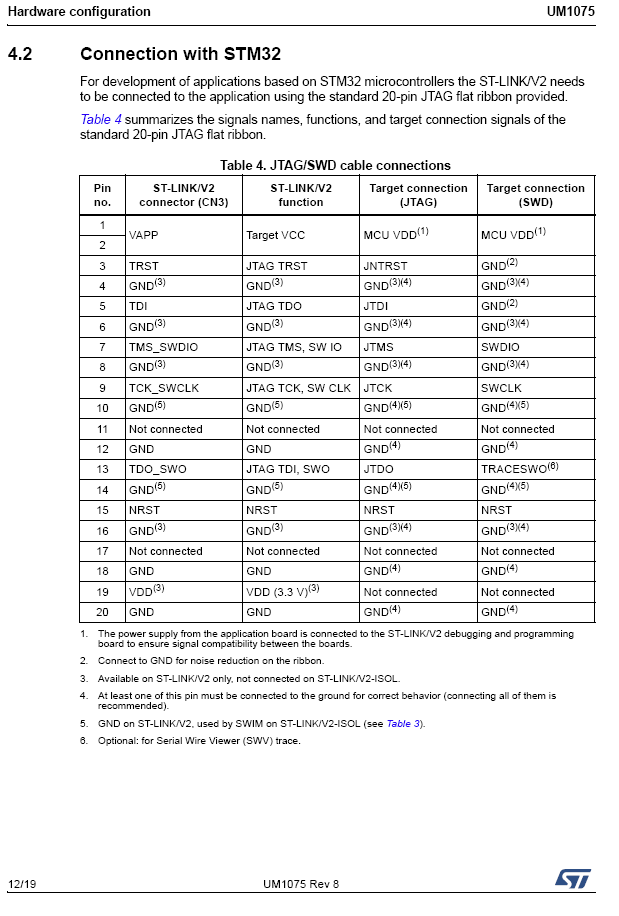 Hardware configuration UM1075
4.2 Connection with STM32
For development of applications based on STM32 microcontrollers the ST-LINK/V2 needs
to be connected to the application using the standard 20-pin JTAG flat ribbon provided.
Table 4 summarizes the signals names, functions, and target connection signals of the
standard 20-pin JTAG flat ribbon.
Table 4. JTAG/SWD cable connections
Pin no. ST-LINK/V2 connector (CN3) ST-LINK/V2 function Target connection (JTAG) Target connection (SWD)
1
2 VAPP Target VCC MCU VDD(1) MCU VDD(1)
3 TRST JTAG TRST JNTRST GND(2)
4 GND(3) GND(3) GND(3)(4) GND(3)(4)
5 TDI JTAG TDO JTDI GND(2)
6 GND(3) GND(3) GND(3)(4) GND(3)(4)
7 TMS_SWDIO JTAG TMS, SW IO JTMS SWDIO
8 GND(3) GND(3) GND(3)(4) GND(3)(4)
9 TCK_SWCLK JTAG TCK, SW CLK JTCK SWCLK
10 GND(5) GND(5) GND(4)(5) GND(4)(5)
11 Not connected Not connected Not connected Not connected
12 GND GND GND(4) GND(4)
13 TDO_SWO JTAG TDI, SWO JTDO TRACESWO(6)
14 GND(5) GND(5) GND(4)(5) GND(4)(5)
15 NRST NRST NRST NRST
16 GND(3) GND(3) GND(3)(4) GND(3)(4)
17 Not connected Not connected Not connected Not connected
18 GND GND GND(4) GND(4)
19 VDD(3) VDD (3.3 V)(3) Not connected Not connected
20 GND GND GND(4) GND(4)
1. The power supply from the application board is connected to the ST-LINK/V2 debugging and programming
board to ensure signal compatibility between the boards.
2. Connect to GND for noise reduction on the ribbon.
3. Available on ST-LINK/V2 only, not connected on ST-LINK/V2-ISOL.
4. At least one of this pin must be connected to the ground for correct behavior (connecting all of them is
recommended).
5. GND on ST-LINK/V2, used by SWIM on ST-LINK/V2-ISOL (see Table 3).
6. Optional: for Serial Wire Viewer (SWV) trace.
12/19 UM1075 Rev 8 ST